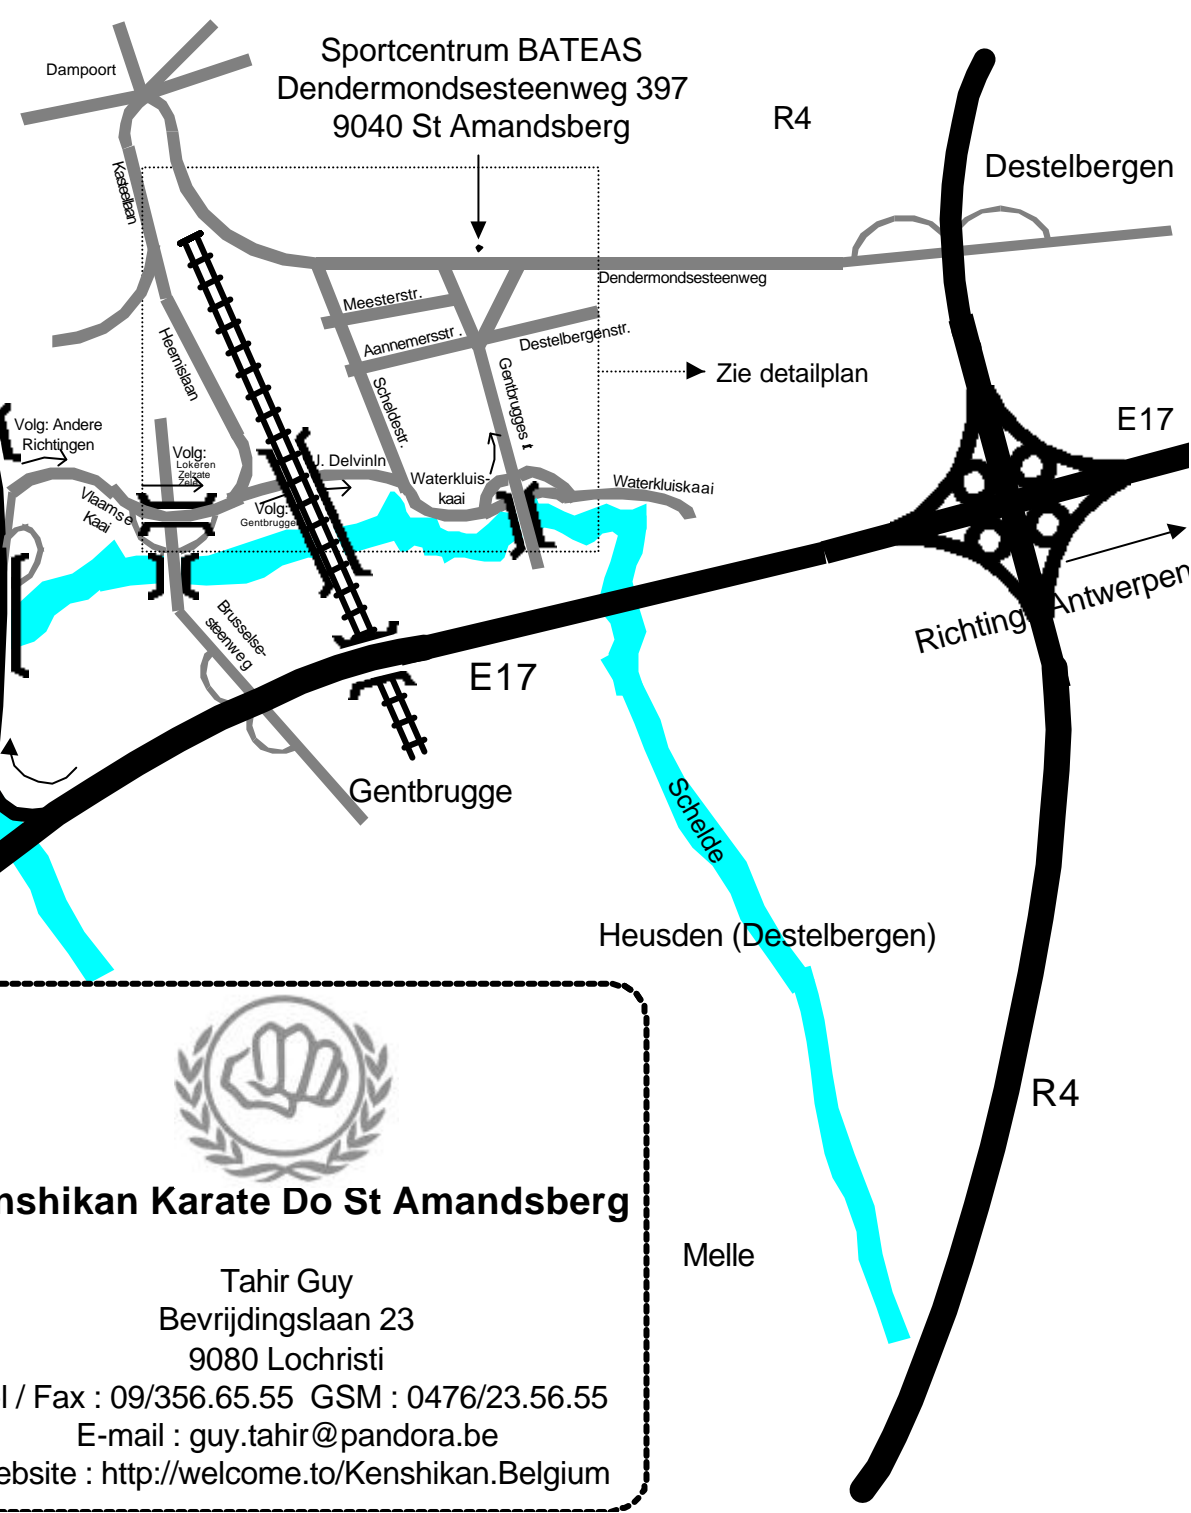 Sportcentrum BATEAS
Dendermondsesteenweg 397
9040 St Amandsberg
Dampoort
R4
Destelbergen
Kasteellaan
Dendermondsesteenweg
Meesterstr.
Aannemersstr.
Destelbergenstr.
Heernislaan
Scheldestr.
Gentbruggest
Zie detailplan
E17
Volg: Andere
Richtingen
Volg:
Lokeren
Zelzate
Zele
J. Delvinln
Waterkluis-
kaai
Waterkluiskaai
Vlaamse
Kaai
Volg:
Gentbrugge
Richting: Antwerpen
Brusselse-
steenweg
E17
Gentbrugge
Schelde
Heusden (Destelbergen)
R4
nshikan Karate Do St Amandsberg
Melle
Tahir Guy
Bevrijdingslaan 23
9080 Lochristi
l / Fax : 09/356.65.55 GSM : 0476/23.56.55
E-mail : guy.tahir@pandora.be
ebsite : http://welcome.to/Kenshikan.Belgium